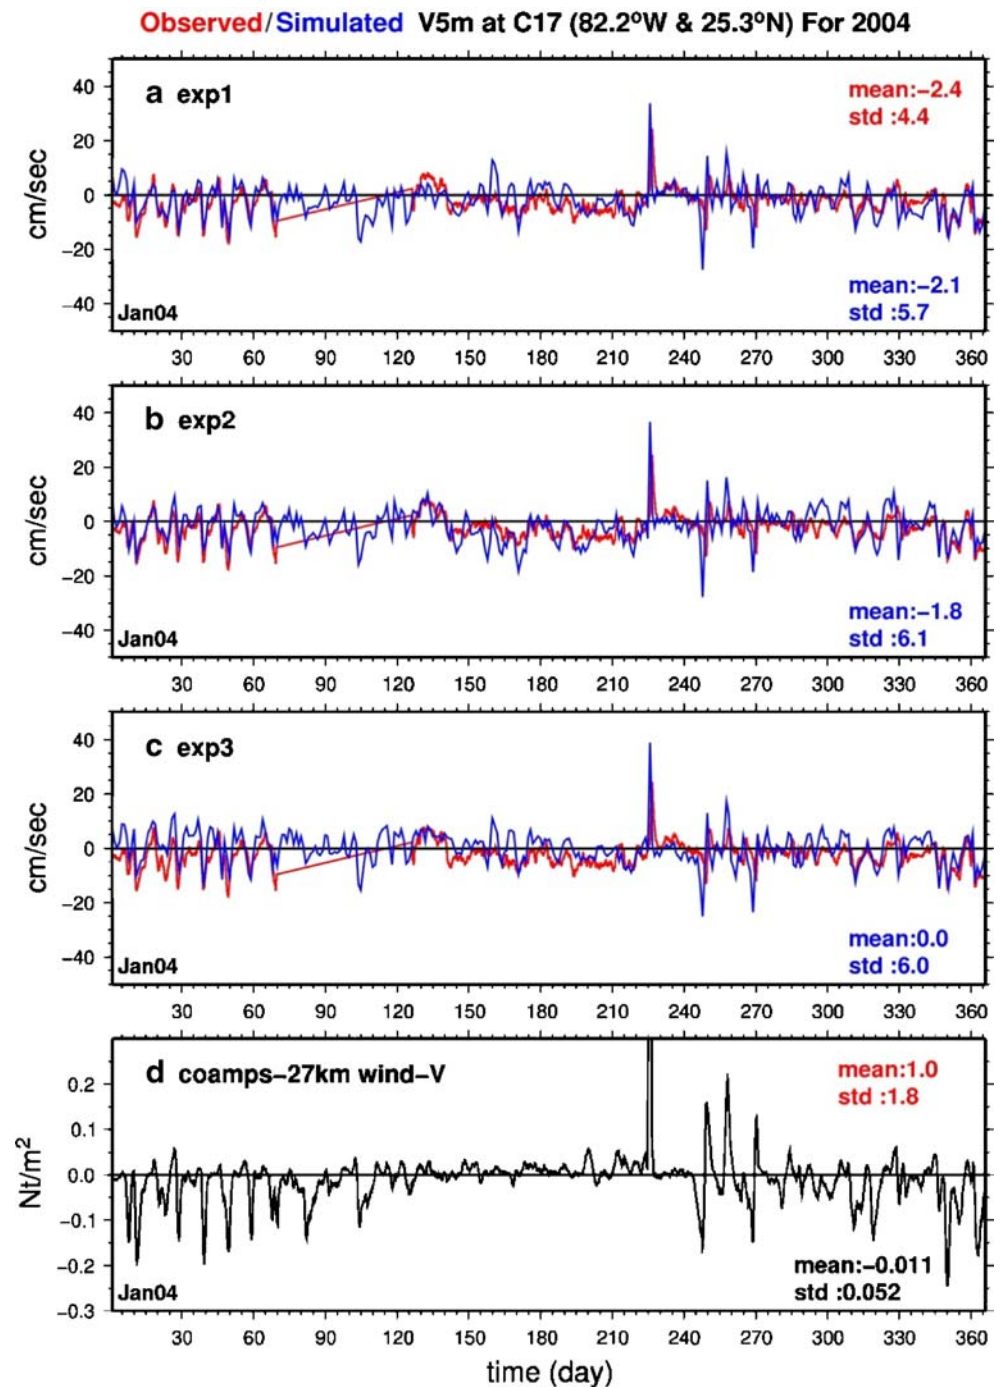 Observed/Simulated V5m at C17 (82.2ºW & 25.3ºN) For 2004
a exp1
mean:−2.4
std :4.4
40
20
0
−20
−40
cm/sec
mean:−2.1
std :5.7
Jan04
30 60 90 120 150 180 210 240 270 300 330 360
b exp2
40
20
0
−20
−40
cm/sec
mean:−1.8
std :6.1
Jan04
30 60 90 120 150 180 210 240 270 300 330 360
c exp3
40
20
0
−20
−40
cm/sec
mean:0.0
std :6.0
Jan04
30 60 90 120 150 180 210 240 270 300 330 360
d coamps−27km wind−V
mean:1.0
std :1.8
0.2
0.1
0.0
−0.1
−0.2
−0.3
Nt/m²
mean:−0.011
std :0.052
Jan04
30 60 90 120 150 180 210 240 270 300 330 360
time (day)